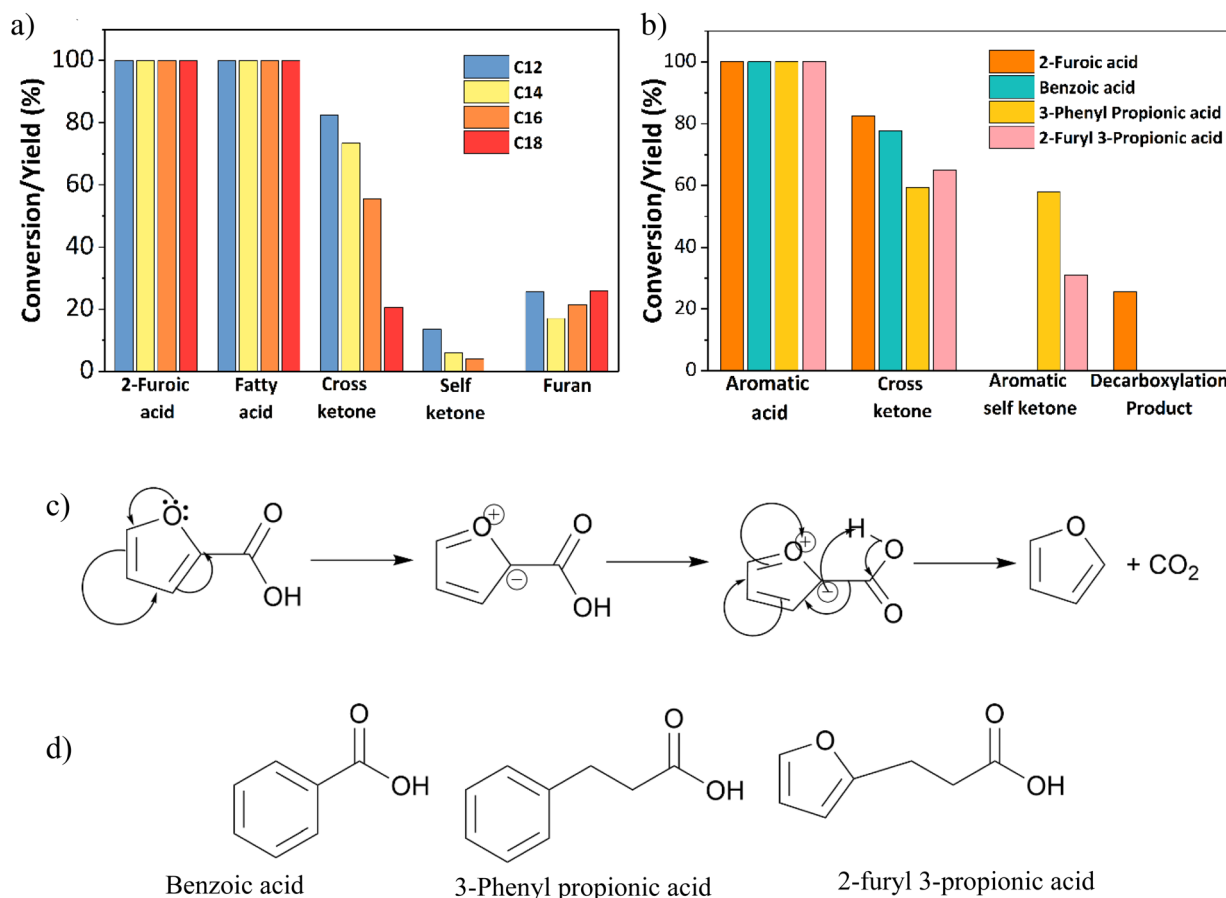 a)
Conversion/Yield (%)
100
80
60
40
20
0
C12
C14
C16
C18
2-Furoic
acid
Fatty
acid
Cross
ketone
Self
ketone
Furan
b)
Conversion/Yield (%)
100
80
60
40
20
0
2-Furoic acid
Benzoic acid
3-Phenyl Propionic acid
2-Furyl 3-Propionic acid
Aromatic
acid
Cross
ketone
Aromatic
self ketone
Decarboxylation
Product
c)
O
O
OH
O
+
−
O
OH
O
+
−
H
O
O
O
+ CO₂
d)
O
OH
Benzoic acid
O
OH
3-Phenyl propionic acid
O
O
OH
2-furyl 3-propionic acid